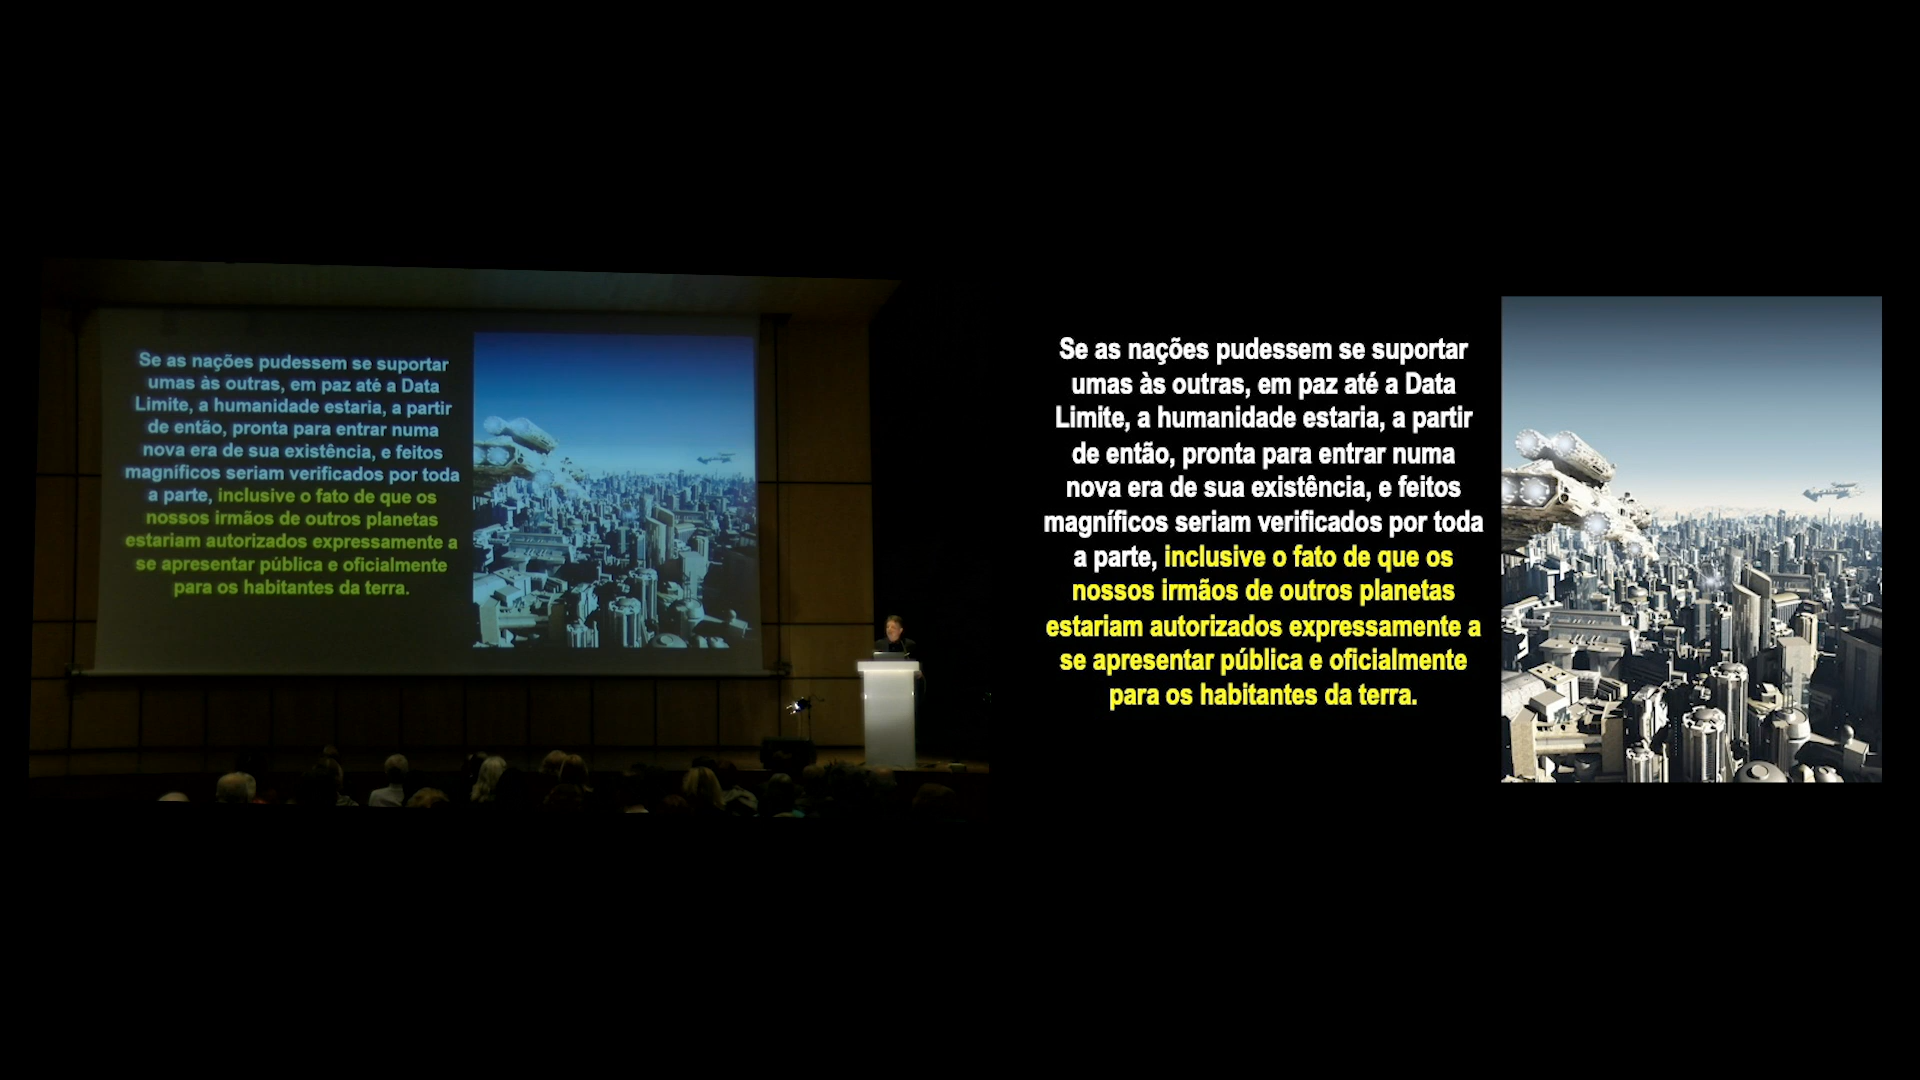 Se as nações pudessem se suportar
umas às outras, em paz até a Data
Limite, a humanidade estaria, a partir
de então, pronta para entrar numa
nova era de sua existência, e feitos
magníficos seriam verificados por toda
a parte, inclusive o fato de que os
nossos irmãos de outros planetas
estariam autorizados expressamente a
se apresentar pública e oficialmente
para os habitantes da terra.
Se as nações pudessem se suportar
umas às outras, em paz até a Data
Limite, a humanidade estaria, a partir
de então, pronta para entrar numa
nova era de sua existência, e feitos
magníficos seriam verificados por toda
a parte, inclusive o fato de que os
nossos irmãos de outros planetas
estariam autorizados expressamente a
se apresentar pública e oficialmente
para os habitantes da terra.